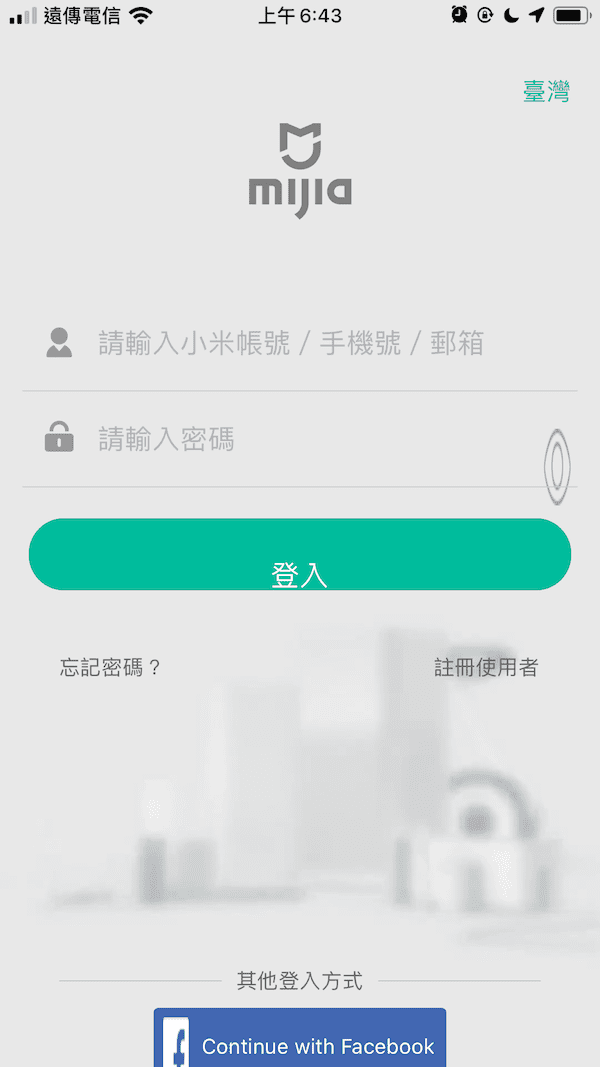 遠傳電信 上午 6:43
臺灣
mijia
請輸入小米帳號 / 手機號 / 郵箱
請輸入密碼
登入
忘記密碼？ 註冊使用者
其他登入方式
Continue with Facebook